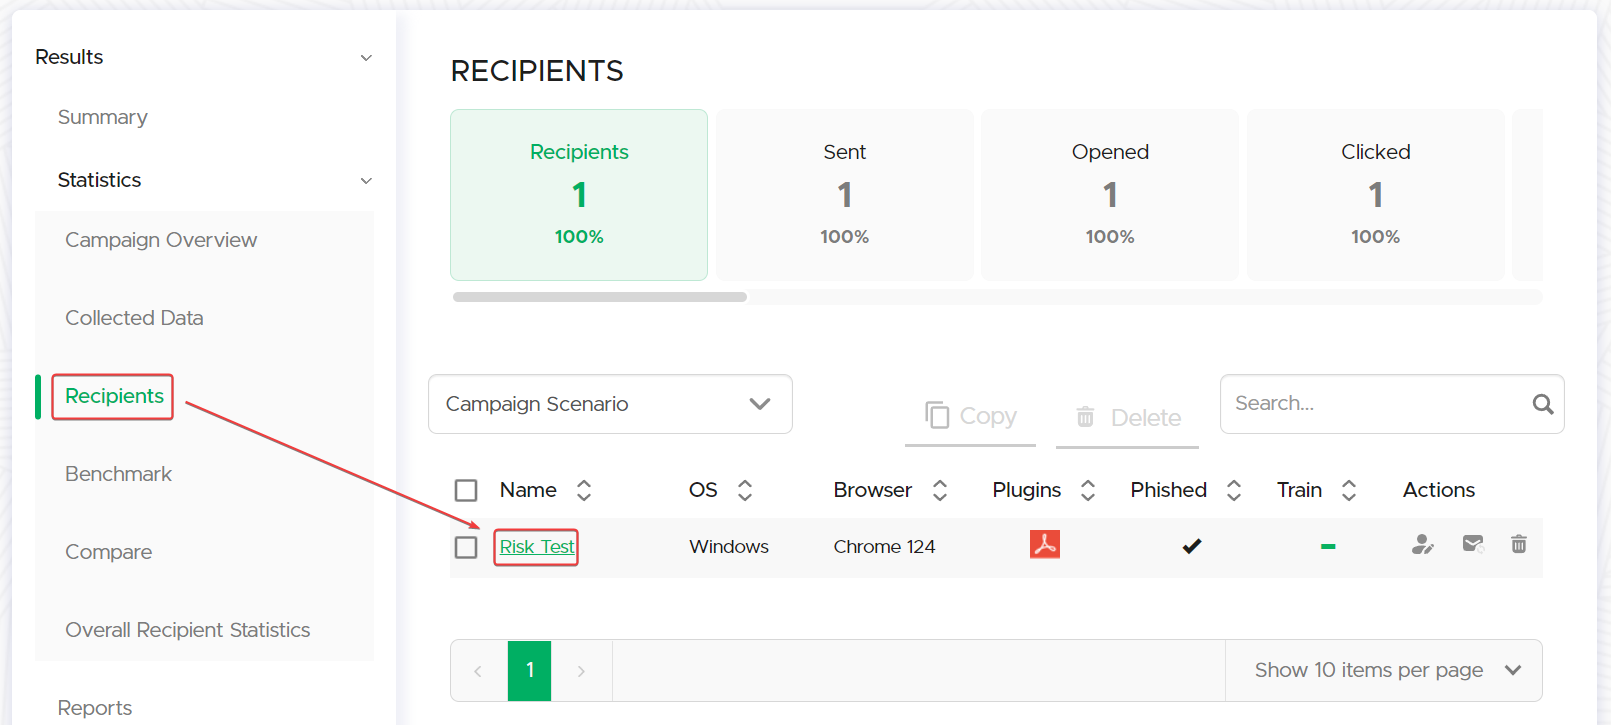 Results
Summary
Statistics
Campaign Overview
Collected Data
Recipients
Benchmark
Compare
Overall Recipient Statistics
Reports
RECIPIENTS
Recipients
1
100%
Sent
1
100%
Opened
1
100%
Clicked
1
100%
Campaign Scenario
Copy
Delete
Search...
Name OS Browser Plugins Phished Train Actions
Risk Test Windows Chrome 124
1
Show 10 items per page